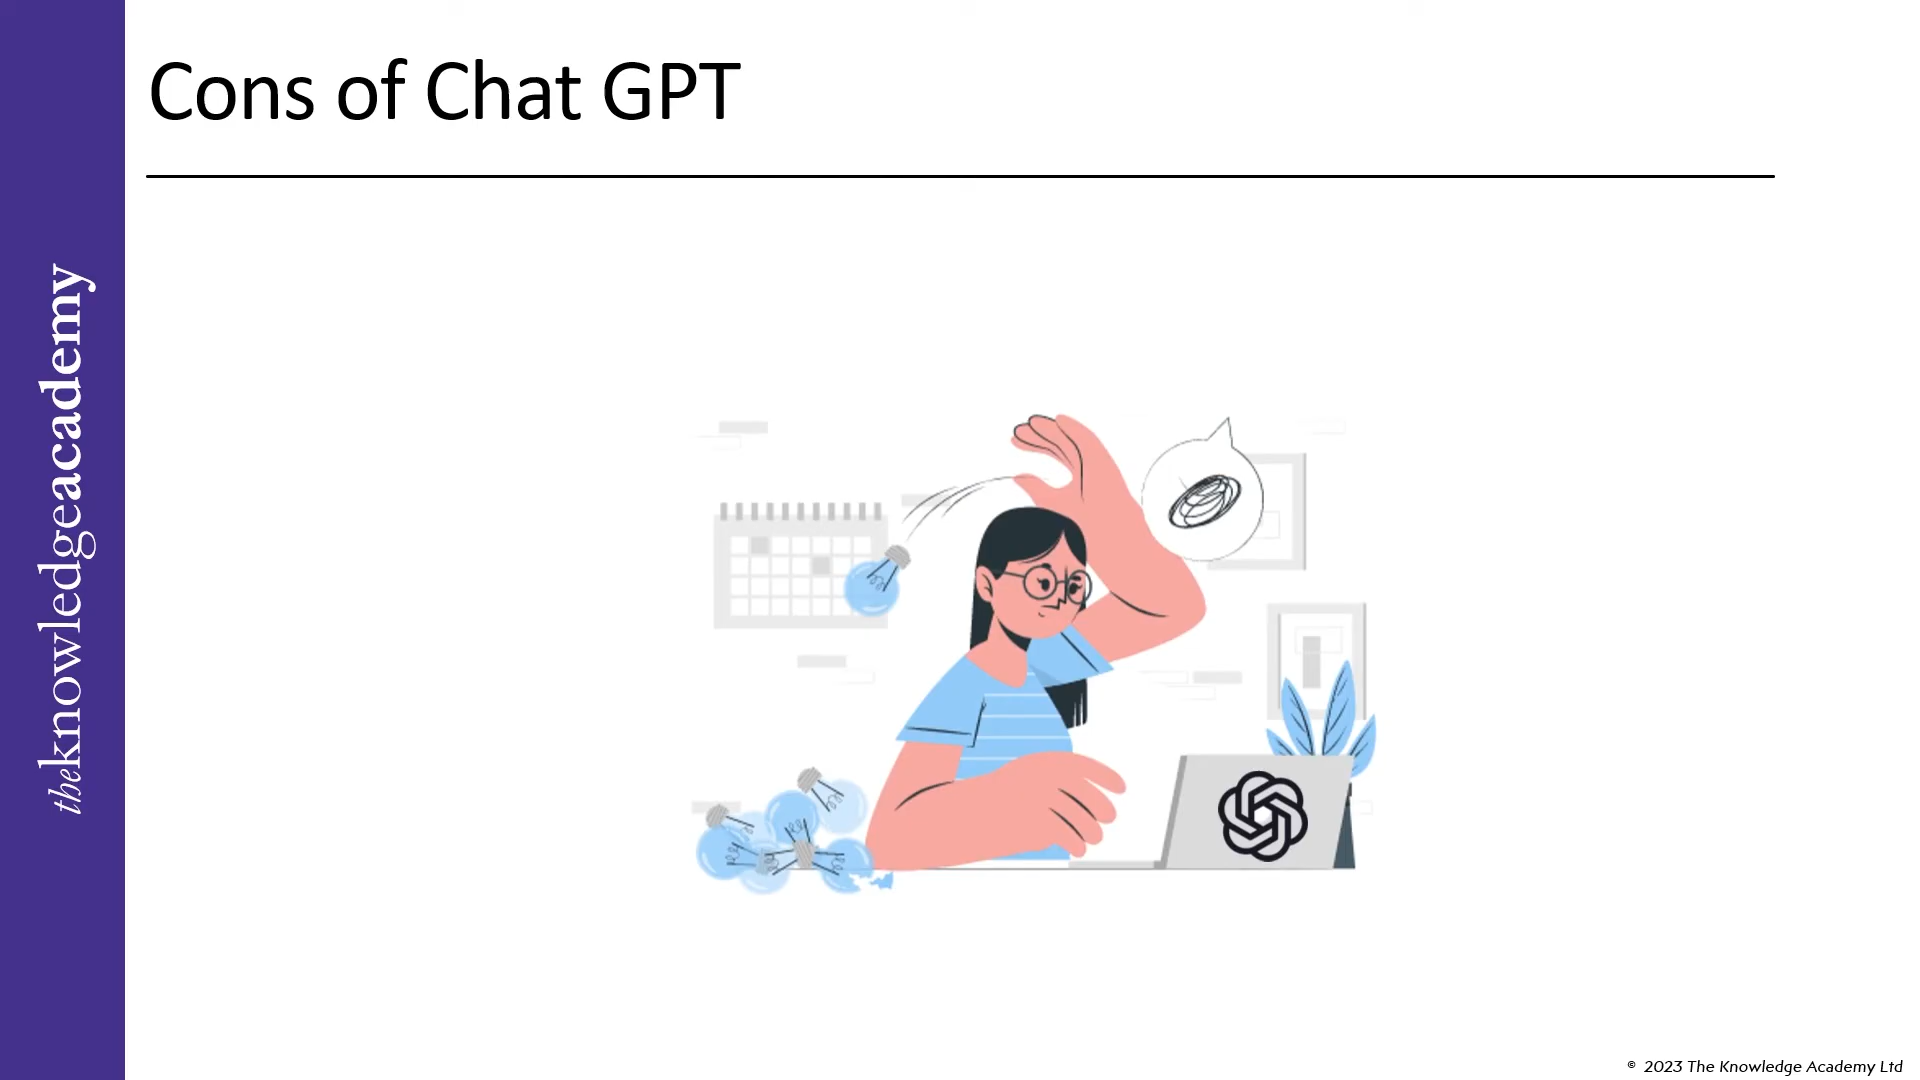 Cons of Chat GPT
theknowledgeacademy
© 2023 The Knowledge Academy Ltd